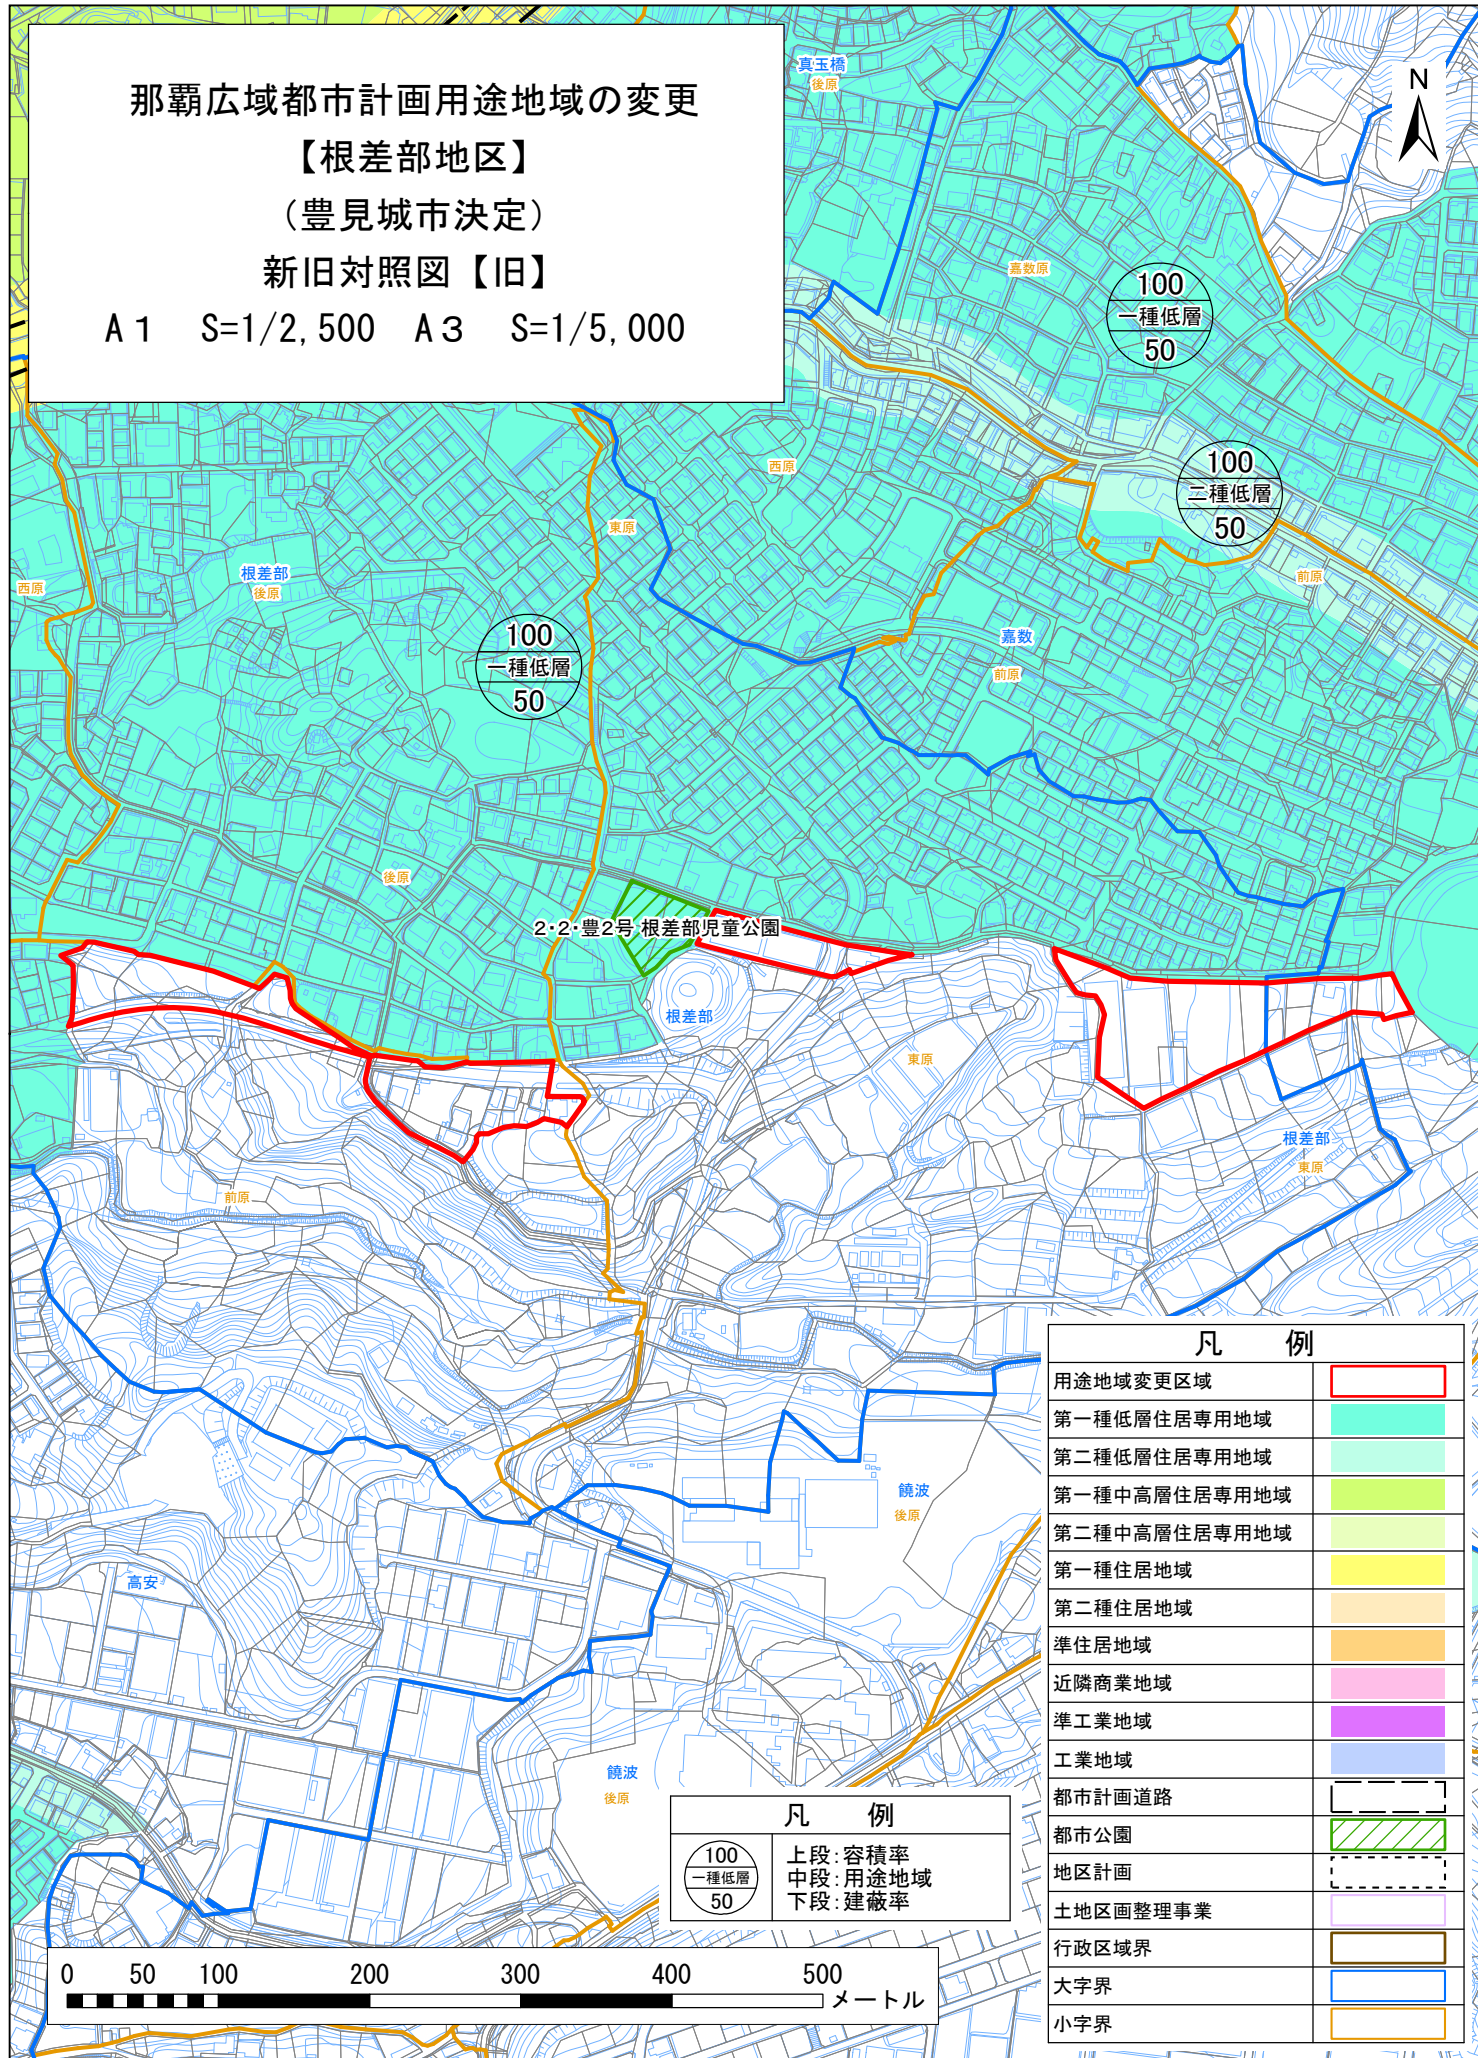 那覇広域都市計画用途地域の変更
【根差部地区】
（豊見城市決定）
新旧対照図【旧】
A1 S=1/2,500 A3 S=1/5,000
真玉橋
後原
N
嘉数原
100
一種低層
50
西原
100
二種低層
50
東原
根差部
後原
西原
前原
100
一種低層
50
嘉数
前原
後原
2・2・豊2号 根差部児童公園
根差部
東原
根差部
東原
前原
饒波
後原
高安
饒波
後原
凡 例
用途地域変更区域
第一種低層住居専用地域
第二種低層住居専用地域
第一種中高層住居専用地域
第二種中高層住居専用地域
第一種住居地域
第二種住居地域
準住居地域
近隣商業地域
準工業地域
工業地域
都市計画道路
都市公園
地区計画
土地区画整理事業
行政区域界
大字界
小字界
凡 例
100
一種低層
50
上段:容積率
中段:用途地域
下段:建蔽率
0 50 100 200 300 400 500
メートル